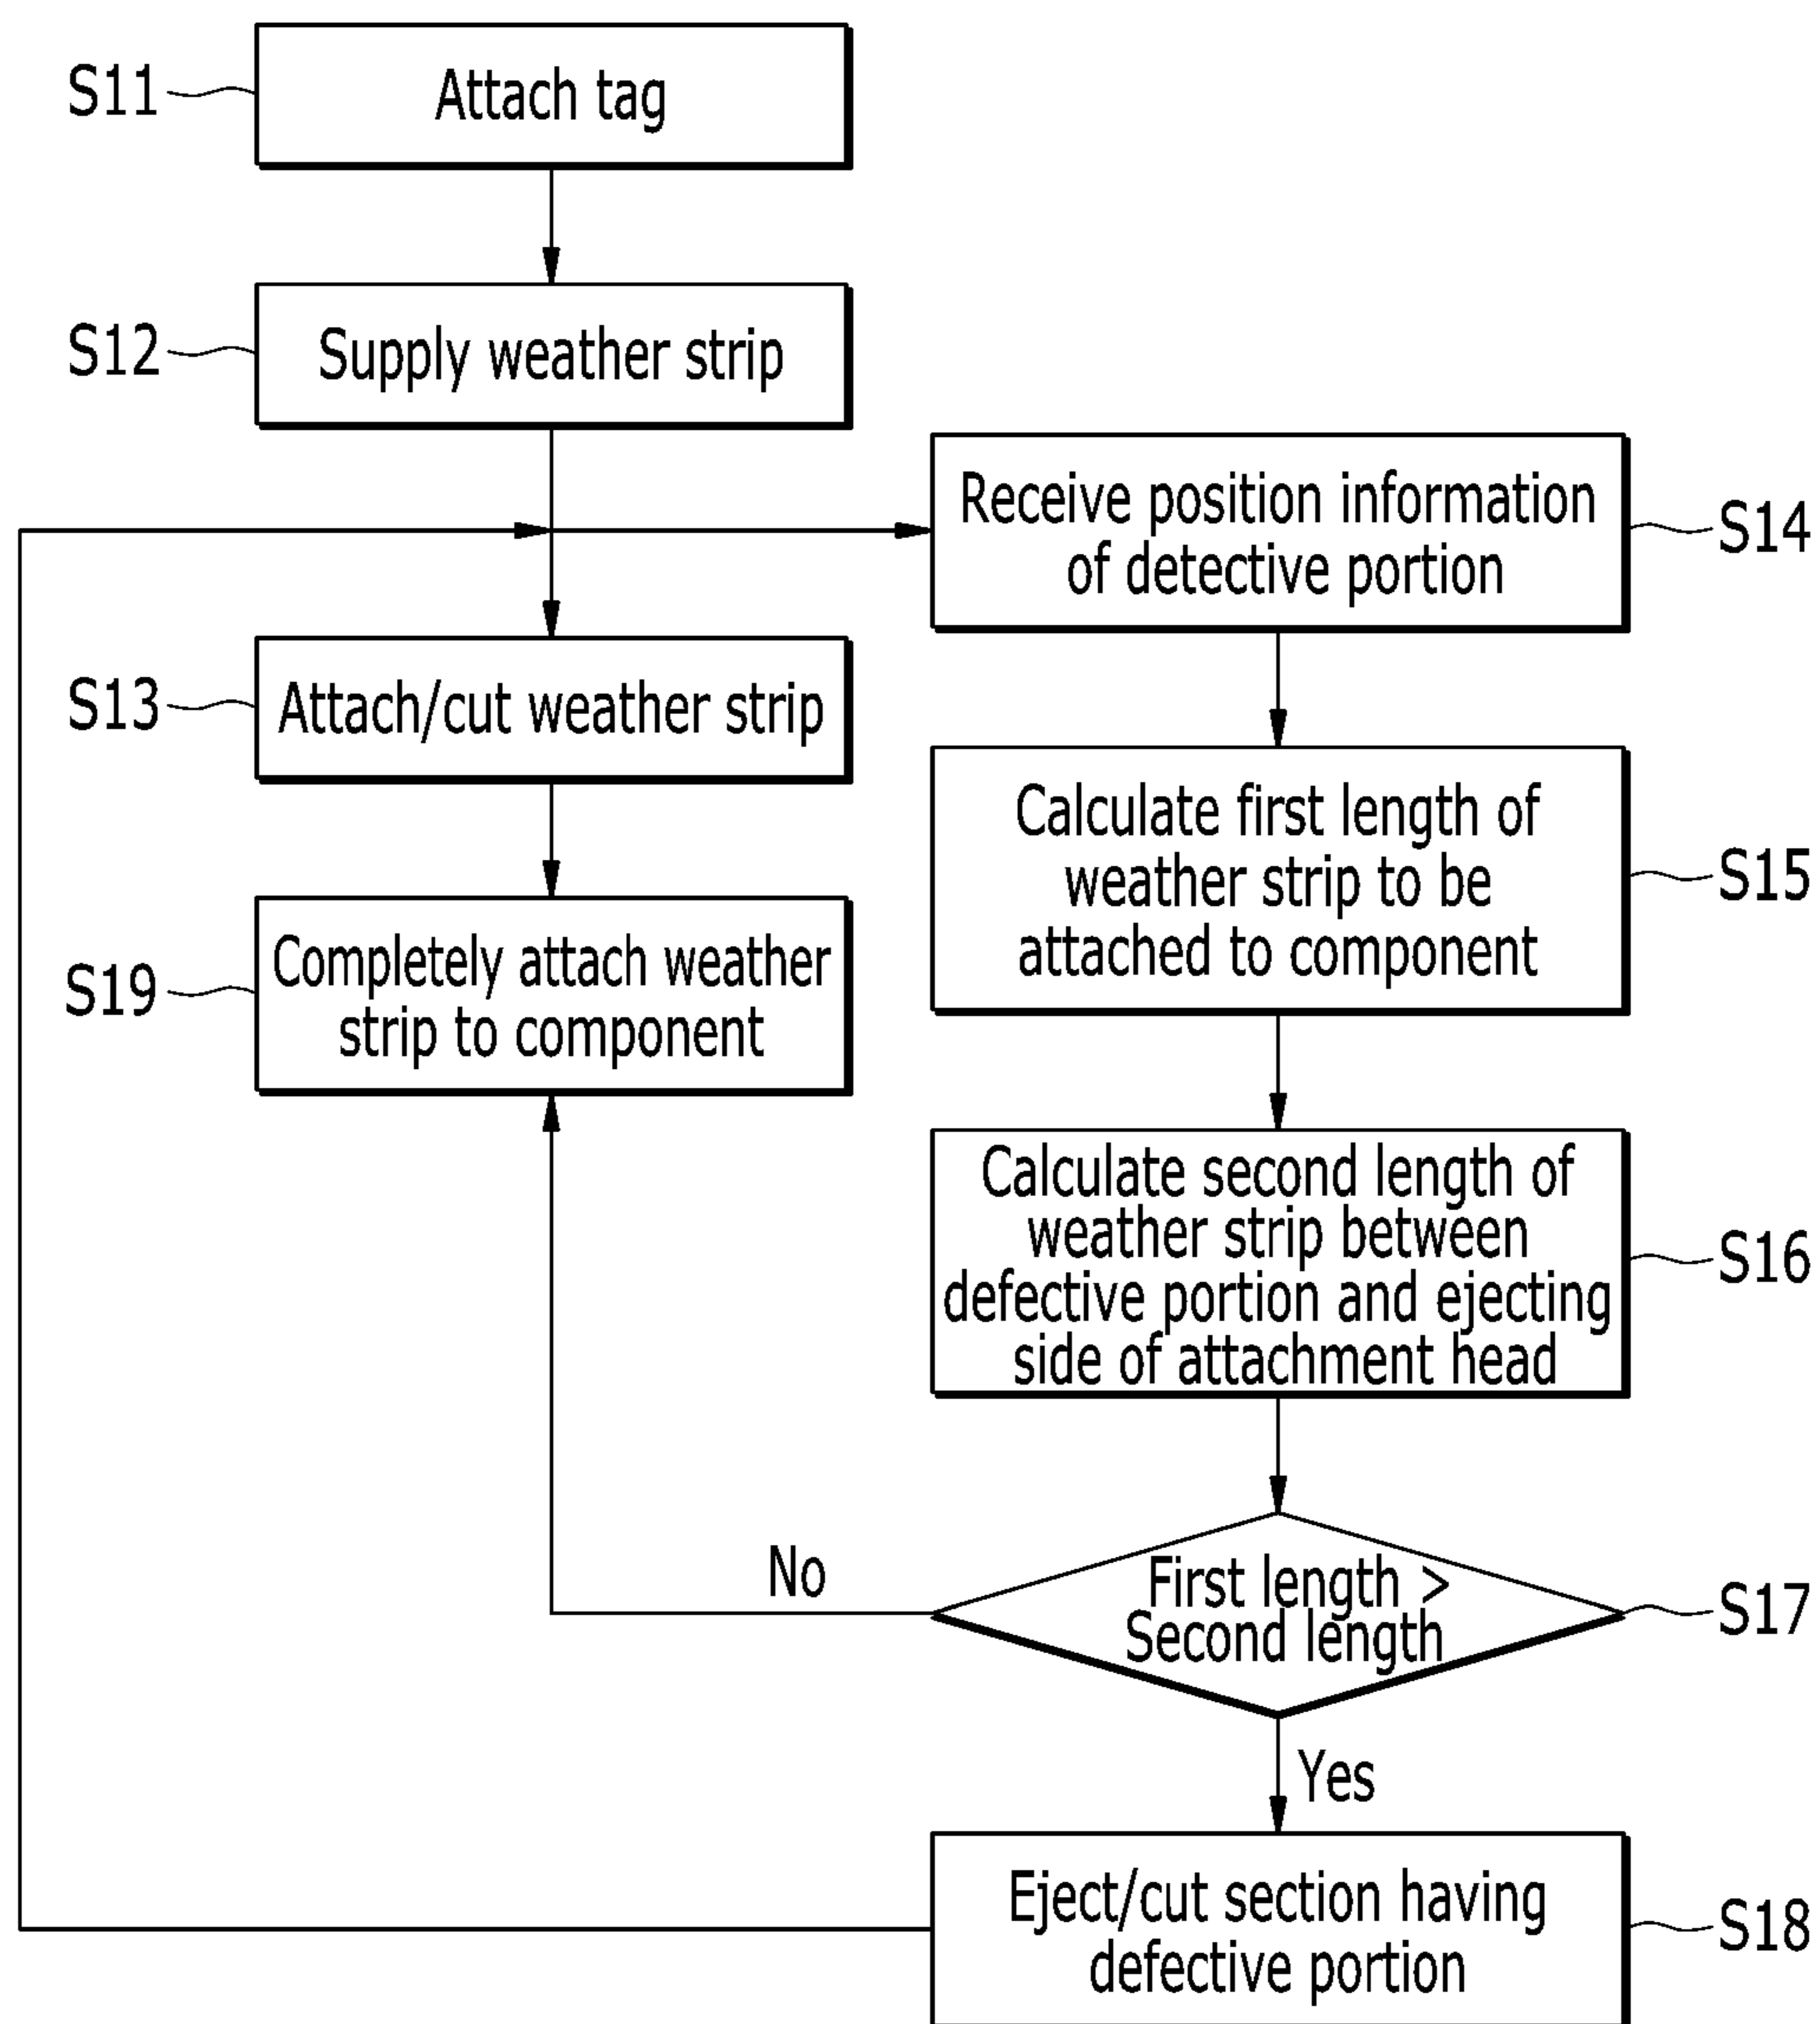 S11
Attach tag
S12
Supply weather strip
S13
Attach/cut weather strip
S19
Completely attach weather
strip to component
Receive position information
of detective portion
S14
Calculate first length of
weather strip to be
attached to component
S15
Calculate second length of
weather strip between
defective portion and ejecting
side of attachment head
S16
First length >
Second length
S17
No
Yes
Eject/cut section having
defective portion
S18